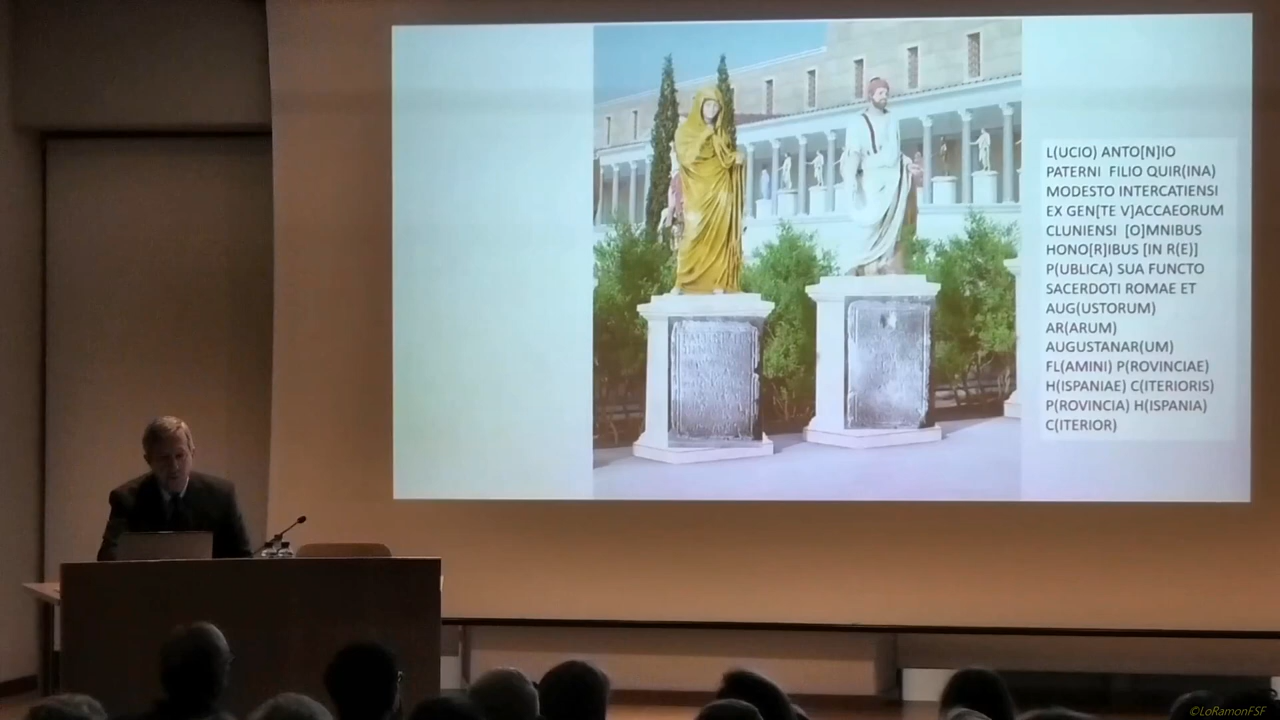 L(UCIO) ANTO[N]IO
PATERNI FILIO QUIR(INA)
MODESTO INTERCATIENSI
EX GEN[TE V]ACCAEORUM
CLUNIENSI [O]MNIBUS
HONO[R]IBUS [IN R(E)]
P(UBLICA) SUA FUNCTO
SACERDOTI ROMAE ET
AUG(USTORUM)
AR(ARUM)
AUGUSTANAR(UM)
FL(AMINI) P(ROVINCIAE)
H(ISPANIAE) C(ITERIORIS)
P(ROVINCIA) H(ISPANIA)
C(ITERIOR)
©LoRamonFSF